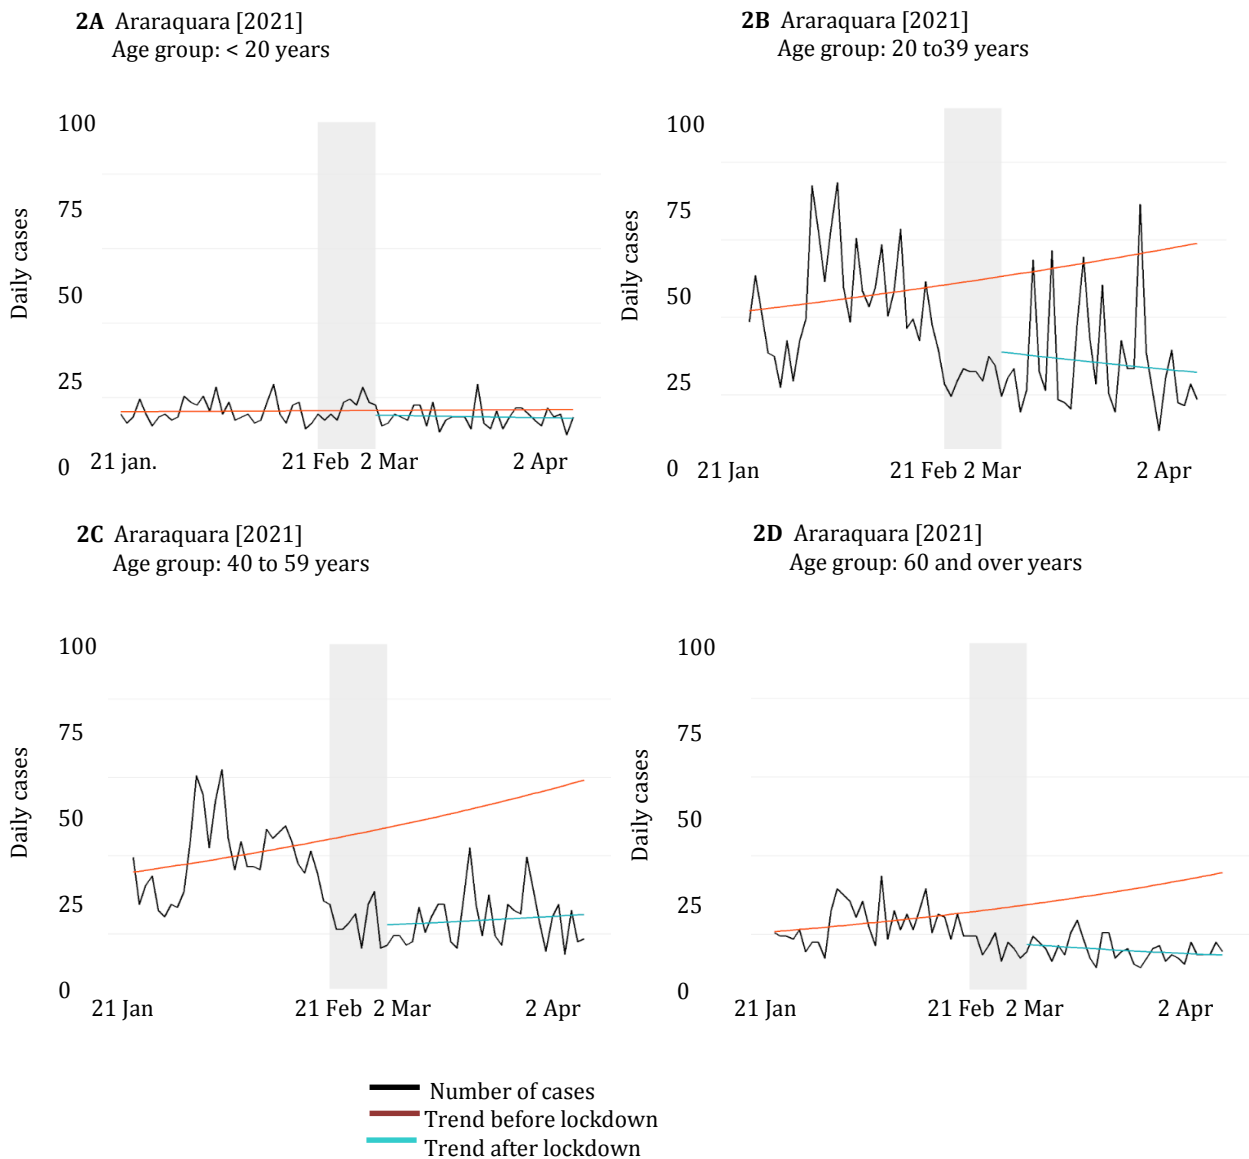 2A Araraquara [2021]
Age group: < 20 years
Daily cases
100
75
50
25
0
21 jan.
21 Feb
2 Mar
2 Apr
2B Araraquara [2021]
Age group: 20 to39 years
Daily cases
100
75
50
25
0
21 Jan
21 Feb
2 Mar
2 Apr
2C Araraquara [2021]
Age group: 40 to 59 years
Daily cases
100
75
50
25
0
21 Jan
21 Feb
2 Mar
2 Apr
2D Araraquara [2021]
Age group: 60 and over years
Daily cases
100
75
50
25
0
21 Jan
21 Feb
2 Mar
2 Apr
Number of cases
Trend before lockdown
Trend after lockdown